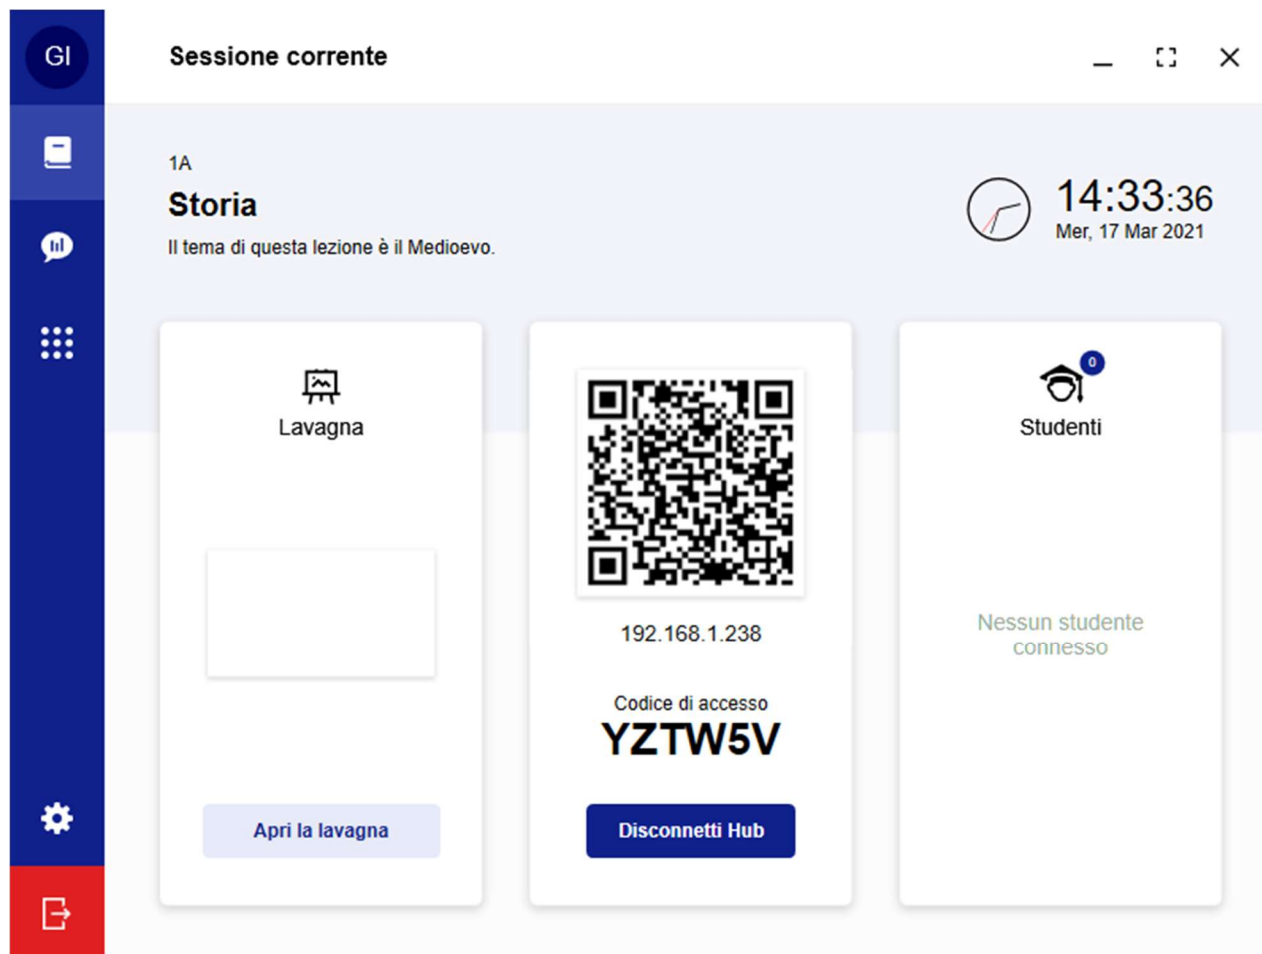 GI
Sessione corrente
1A
Storia
Il tema di questa lezione è il Medioevo.
14:33:36
Mer, 17 Mar 2021
Lavagna
Apri la lavagna
192.168.1.238
Codice di accesso
YZTW5V
Disconnetti Hub
0
Studenti
Nessun studente
connesso